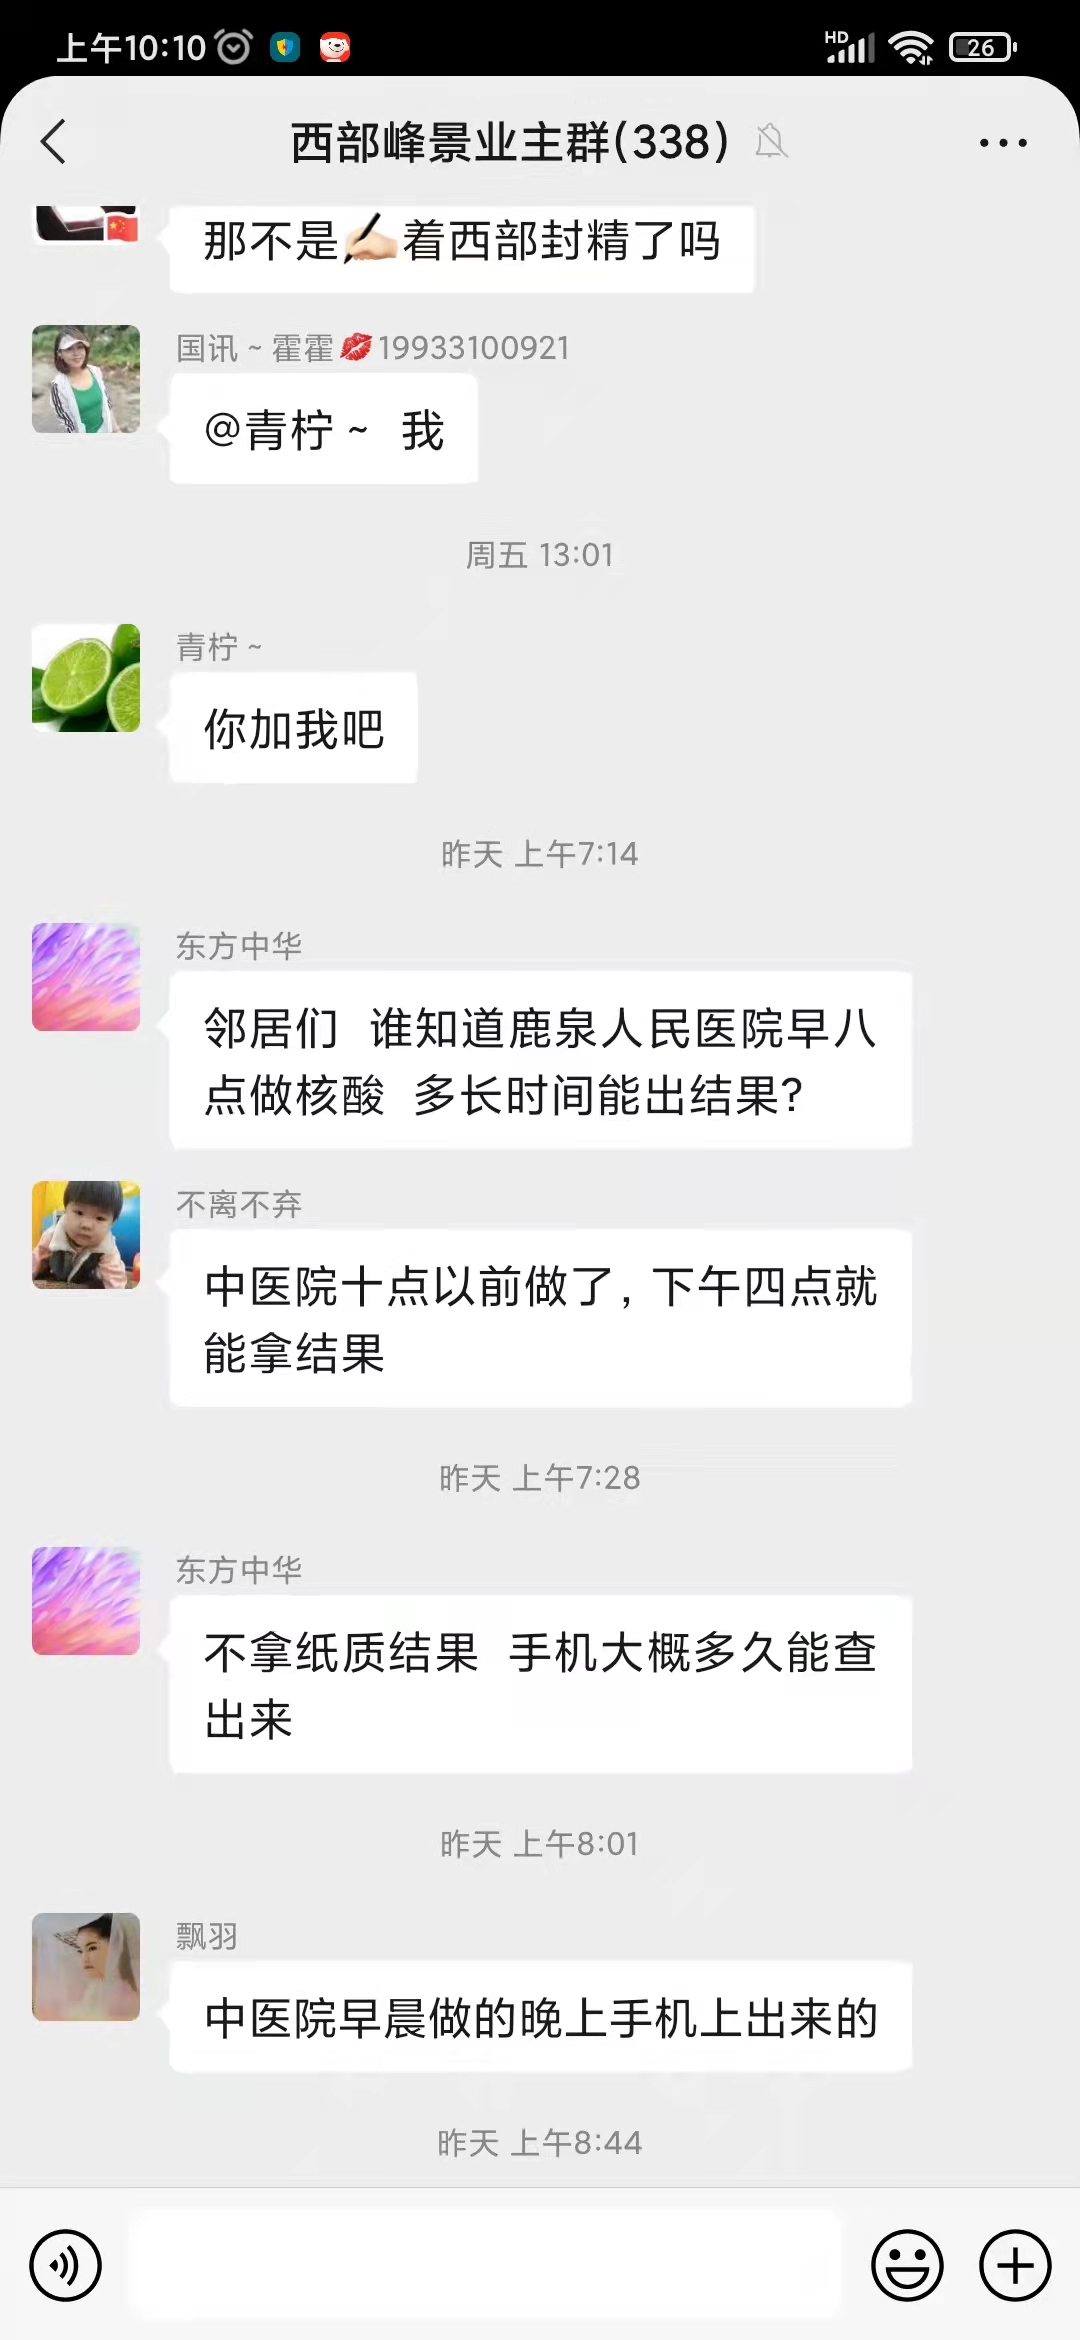 上午10:10
HD
26
西部峰景业主群(338)
那不是✍🏻着西部封精了吗
国讯~霍霍💋19933100921
@青柠~ 我
周五 13:01
青柠~
你加我吧
昨天 上午7:14
东方中华
邻居们 谁知道鹿泉人民医院早八
点做核酸 多长时间能出结果?
不离不弃
中医院十点以前做了,下午四点就
能拿结果
昨天 上午7:28
东方中华
不拿纸质结果 手机大概多久能查
出来
昨天 上午8:01
飘羽
中医院早晨做的晚上手机上出来的
昨天 上午8:44